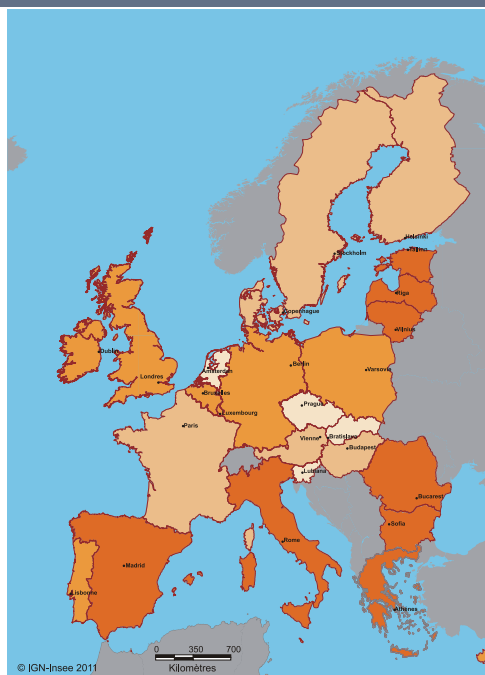 Helsinki
Tallinn
Stockholm
Riga
Copenhague
Vilnius
Dublin
Amsterdam
Berlin
Varsovie
Londres
Bruxelles
Prague
Luxembourg
Paris
Vienne
Bratislava
Budapest
Lubiana
Bucarest
Sofia
Rome
Madrid
Lisbonne
Athènes
0 350 700
Kilomètres
© IGN-Insee 2011